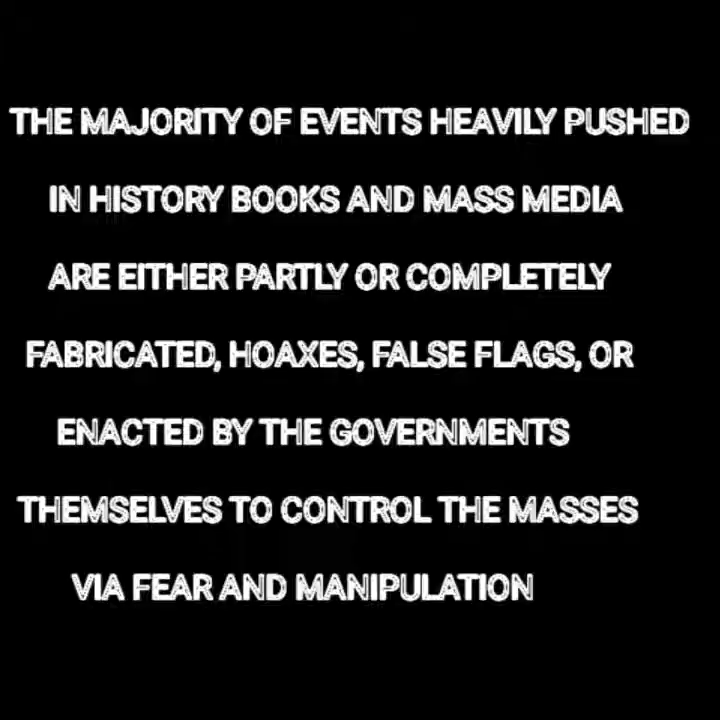 THE MAJORITY OF EVENTS HEAVILY PUSHED
IN HISTORY BOOKS AND MASS MEDIA
ARE EITHER PARTLY OR COMPLETELY
FABRICATED, HOAXES, FALSE FLAGS, OR
ENACTED BY THE GOVERNMENTS
THEMSELVES TO CONTROL THE MASSES
VIA FEAR AND MANIPULATION